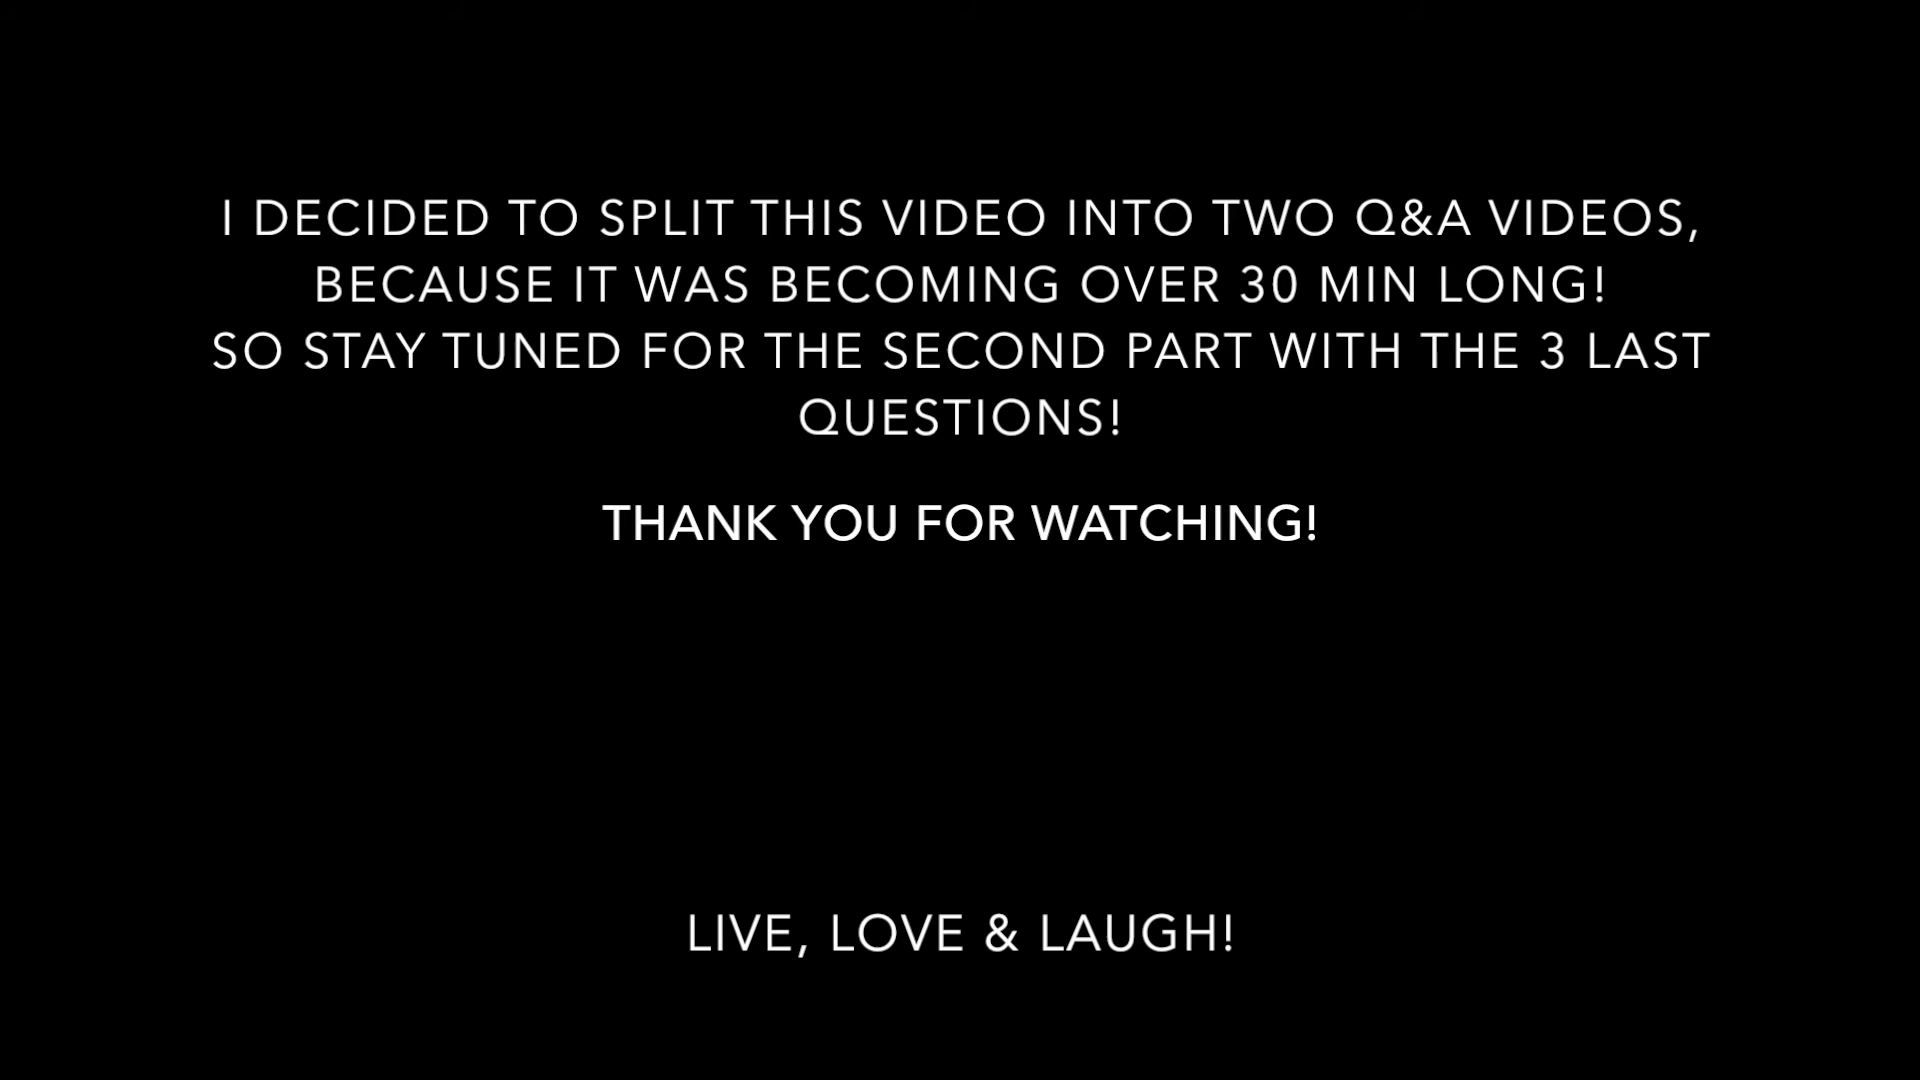 I DECIDED TO SPLIT THIS VIDEO INTO TWO Q&A VIDEOS,
BECAUSE IT WAS BECOMING OVER 30 MIN LONG!
SO STAY TUNED FOR THE SECOND PART WITH THE 3 LAST
QUESTIONS!
THANK YOU FOR WATCHING!
LIVE, LOVE & LAUGH!